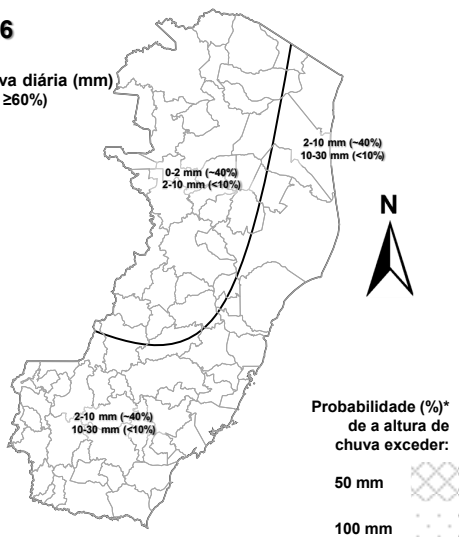 6
va diária (mm)
≥60%)
2-10 mm (~40%)
10-30 mm (<10%)
0-2 mm (~40%)
2-10 mm (<10%)
N
2-10 mm (~40%)
10-30 mm (<10%)
Probabilidade (%)*
de a altura de
chuva exceder:
50 mm
100 mm